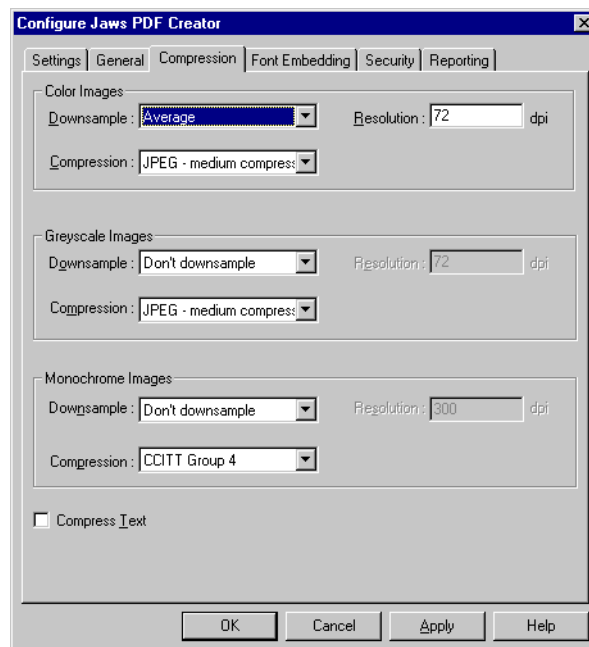 Configure Jaws PDF Creator
Settings General Compression Font Embedding Security Reporting
Color Images
Downsample : Average Resolution : 72 dpi
Compression : JPEG - medium compress
Greyscale Images
Downsample : Don't downsample Resolution : 72 dpi
Compression : JPEG - medium compress
Monochrome Images
Downsample : Don't downsample Resolution : 300 dpi
Compression : CCITT Group 4
Compress Text
OK Cancel Apply Help